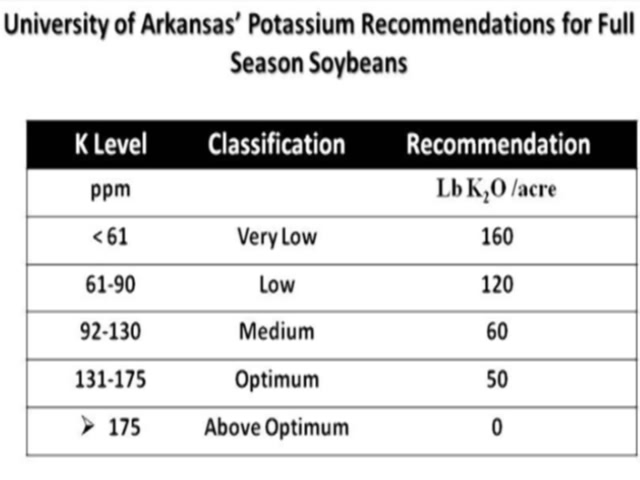 University of Arkansas' Potassium Recommendations for Full
Season Soybeans
K Level Classification Recommendation
ppm Lb K₂O /acre
<61 Very Low 160
61-90 Low 120
92-130 Medium 60
131-175 Optimum 50
➢ 175 Above Optimum 0